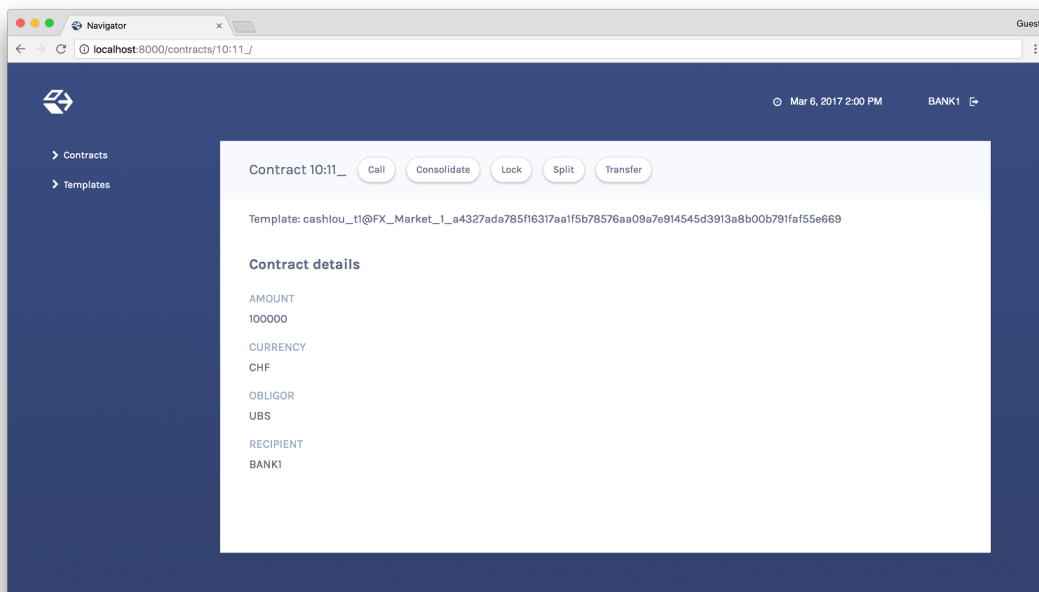 Navigator
Guest
localhost:8000/contracts/10:11_/
Mar 6, 2017 2:00 PM BANK1
Contracts
Templates
Contract 10:11_ Call Consolidate Lock Split Transfer
Template: cashIou_t1@FX_Market_1_a4327ada785f16317aa1f5b78576aa09a7e914545d3913a8b00b791faf55e669
Contract details
AMOUNT
100000
CURRENCY
CHF
OBLIGOR
UBS
RECIPIENT
BANK1